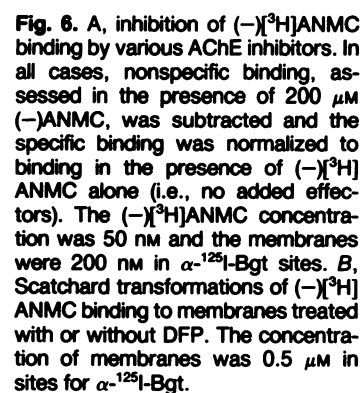 Fig. 6. A, inhibition of (−)[³H]ANMC
binding by various AChE inhibitors. In
all cases, nonspecific binding, as-
sessed in the presence of 200 μM
(−)ANMC, was subtracted and the
specific binding was normalized to
binding in the presence of (−)[³H]
ANMC alone (i.e., no added effec-
tors). The (−)[³H]ANMC concentra-
tion was 50 nM and the membranes
were 200 nM in α-¹²⁵I-Bgt sites. B,
Scatchard transformations of (−)[³H]
ANMC binding to membranes treated
with or without DFP. The concentra-
tion of membranes was 0.5 μM in
sites for α-¹²⁵I-Bgt.